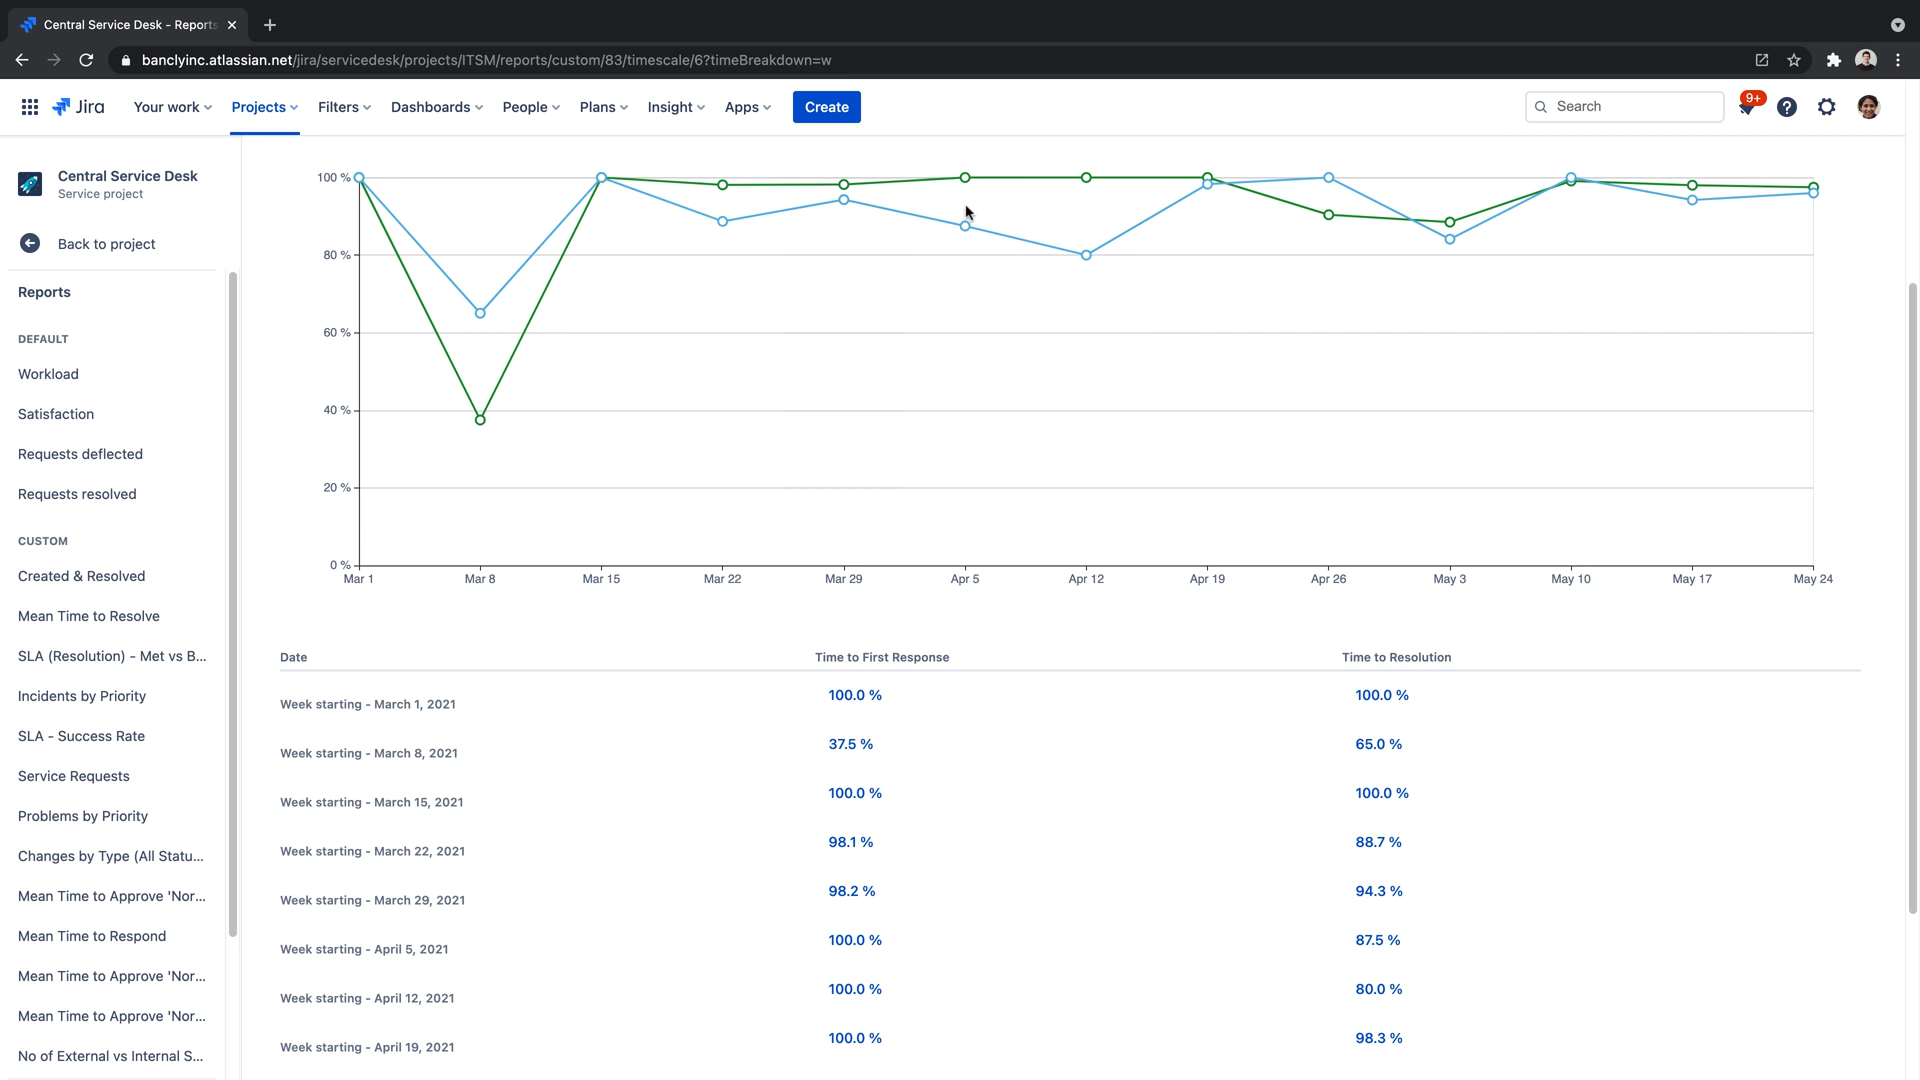 Central Service Desk - Reports
banclyinc.atlassian.net/jira/servicedesk/projects/ITSM/reports/custom/83/timescale/6?timeBreakdown=w
Jira Your work Projects Filters Dashboards People Plans Insight Apps Create Search 9+
Central Service Desk
Service project
Back to project
Reports
DEFAULT
Workload
Satisfaction
Requests deflected
Requests resolved
CUSTOM
Created & Resolved
Mean Time to Resolve
SLA (Resolution) - Met vs B...
Incidents by Priority
SLA - Success Rate
Service Requests
Problems by Priority
Changes by Type (All Statu...
Mean Time to Approve 'Nor...
Mean Time to Respond
Mean Time to Approve 'Nor...
Mean Time to Approve 'Nor...
No of External vs Internal S...
100 %
80 %
60 %
40 %
20 %
0 %
Mar 1 Mar 8 Mar 15 Mar 22 Mar 29 Apr 5 Apr 12 Apr 19 Apr 26 May 3 May 10 May 17 May 24
Date Time to First Response Time to Resolution
Week starting - March 1, 2021 100.0 % 100.0 %
Week starting - March 8, 2021 37.5 % 65.0 %
Week starting - March 15, 2021 100.0 % 100.0 %
Week starting - March 22, 2021 98.1 % 88.7 %
Week starting - March 29, 2021 98.2 % 94.3 %
Week starting - April 5, 2021 100.0 % 87.5 %
Week starting - April 12, 2021 100.0 % 80.0 %
Week starting - April 19, 2021 100.0 % 98.3 %